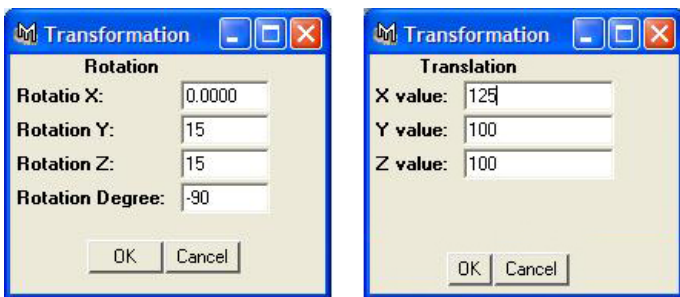 Transformation
Rotation
Rotatio X: 0.0000
Rotation Y: 15
Rotation Z: 15
Rotation Degree: -90
OK Cancel
Transformation
Translation
X value: 125
Y value: 100
Z value: 100
OK Cancel